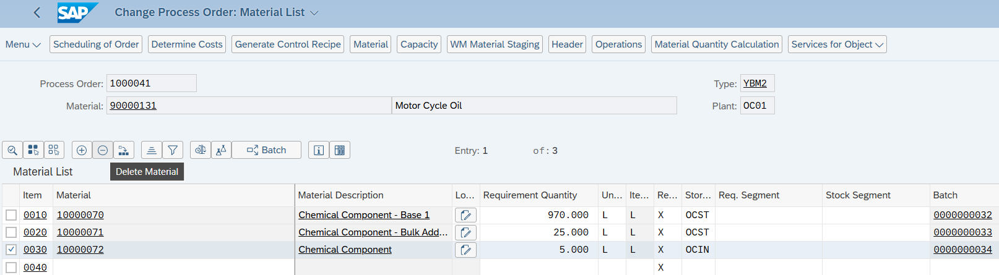 SAP Change Process Order: Material List
Menu Scheduling of Order Determine Costs Generate Control Recipe Material Capacity WM Material Staging Header Operations Material Quantity Calculation Services for Object
Process Order: 1000041 Type: YBM2
Material: 90000131 Motor Cycle Oil Plant: OC01
Batch Entry: 1 of: 3
Material List Delete Material
Item Material Material Description Lo... Requirement Quantity Un... Ite... Re... Stor... Req. Segment Stock Segment Batch
0010 10000070 Chemical Component - Base 1 970.000 L L X OCST 0000000032
0020 10000071 Chemical Component - Bulk Add... 25.000 L L X OCST 0000000033
0030 10000072 Chemical Component 5.000 L L X OCIN 0000000034
0040 X